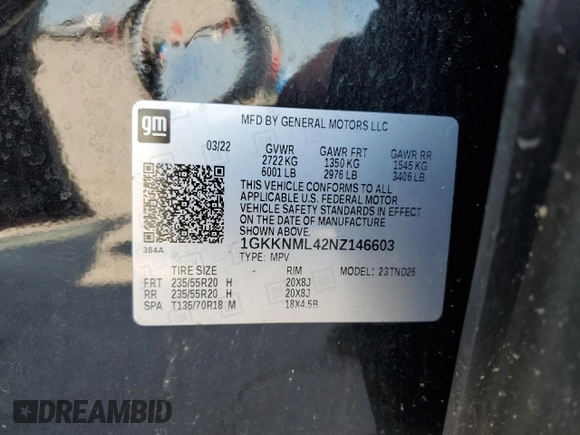 gm
MFD BY GENERAL MOTORS LLC
03/22 GVWR GAWR FRT GAWR RR
2722 KG 1350 KG 1545 KG
6001 LB 2976 LB 3406 LB
THIS VEHICLE CONFORMS TO ALL
APPLICABLE U.S. FEDERAL MOTOR
VEHICLE SAFETY STANDARDS IN EFFECT
ON THE DATE OF MANUFACTURE
SHOWN ABOVE.
384A
1GKKNML42NZ146603
TYPE: MPV
TIRE SIZE RIM MODEL: 23TND26
FRT 235/55R20 H 20X8J
RR 235/55R20 H 20X8J
SPA T135/70R18 M 18X4.5B
DREAMBID